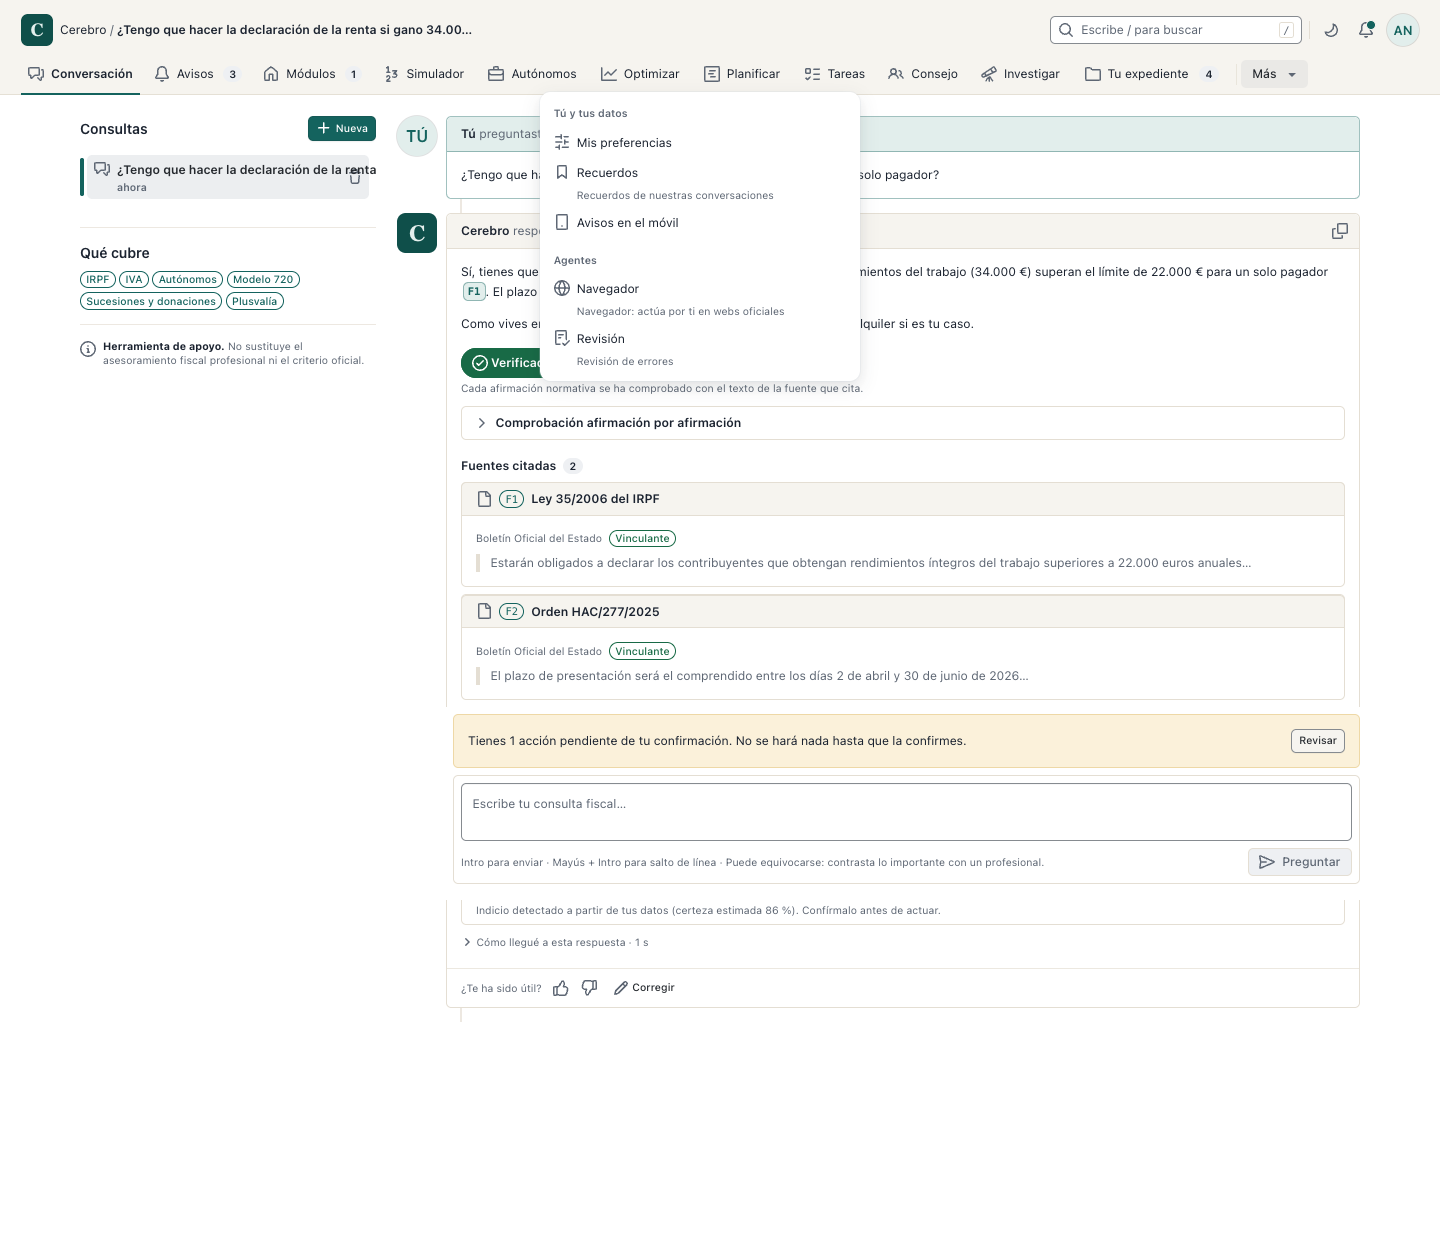 C Cerebro / ¿Tengo que hacer la declaración de la renta si gano 34.00...
Escribe / para buscar /
AN
Conversación Avisos 3 Módulos 1 Simulador Autónomos Optimizar Planificar Tareas Consejo Investigar Tu expediente 4 Más
Consultas
Nueva
¿Tengo que hacer la declaración de la renta
ahora
Qué cubre
IRPF IVA Autónomos Modelo 720
Sucesiones y donaciones Plusvalía
Herramienta de apoyo. No sustituye el
asesoramiento fiscal profesional ni el criterio oficial.
Tú y tus datos
Mis preferencias
Recuerdos
Recuerdos de nuestras conversaciones
Avisos en el móvil
Agentes
Navegador
Navegador: actúa por ti en webs oficiales
Revisión
Revisión de errores
TÚ
Tú
¿Tengo que solo pagador?
C
Cerebro
Sí, tienes que del trabajo (34.000 €) superan el límite de 22.000 € para un solo pagador
F1. El plazo
Como vives si es tu caso.
Cada afirmación normativa se ha comprobado con el texto de la fuente que cita.
Comprobación afirmación por afirmación
Fuentes citadas 2
F1 Ley 35/2006 del IRPF
Boletín Oficial del Estado Vinculante
Estarán obligados a declarar los contribuyentes que obtengan rendimientos íntegros del trabajo superiores a 22.000 euros anuales...
F2 Orden HAC/277/2025
Boletín Oficial del Estado Vinculante
El plazo de presentación será el comprendido entre los días 2 de abril y 30 de junio de 2026...
Tienes 1 acción pendiente de tu confirmación. No se hará nada hasta que la confirmes.
Revisar
Escribe tu consulta fiscal...
Intro para enviar · Mayús + Intro para salto de línea · Puede equivocarse: contrasta lo importante con un profesional.
Preguntar
Indicio detectado a partir de tus datos (certeza estimada 86 %). Confírmalo antes de actuar.
Cómo llegué a esta respuesta · 1 s
¿Te ha sido útil? Corregir